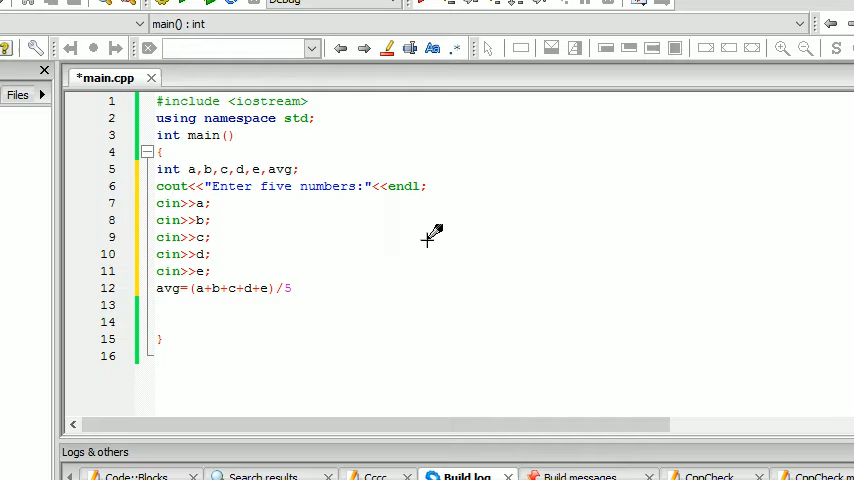 Debug
main() : int
*main.cpp
Files
1 #include <iostream>
2 using namespace std;
3 int main()
4 {
5 int a,b,c,d,e,avg;
6 cout<<"Enter five numbers:"<<endl;
7 cin>>a;
8 cin>>b;
9 cin>>c;
10 cin>>d;
11 cin>>e;
12 avg=(a+b+c+d+e)/5
13
14
15 }
16
Logs & others
Code::Blocks Search results Cccc Build log Build messages CppCheck CppCheck m